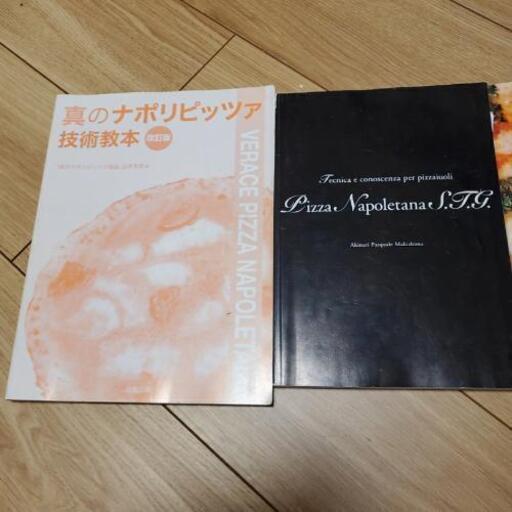 真のナポリピッツァ
技術教本 改訂版
VERACE PIZZA NAPOLETANA
Tecnica e conoscenza per pizzaiuoli
Pizza Napoletana S.T.G.
Akinari Pasquale Makishima